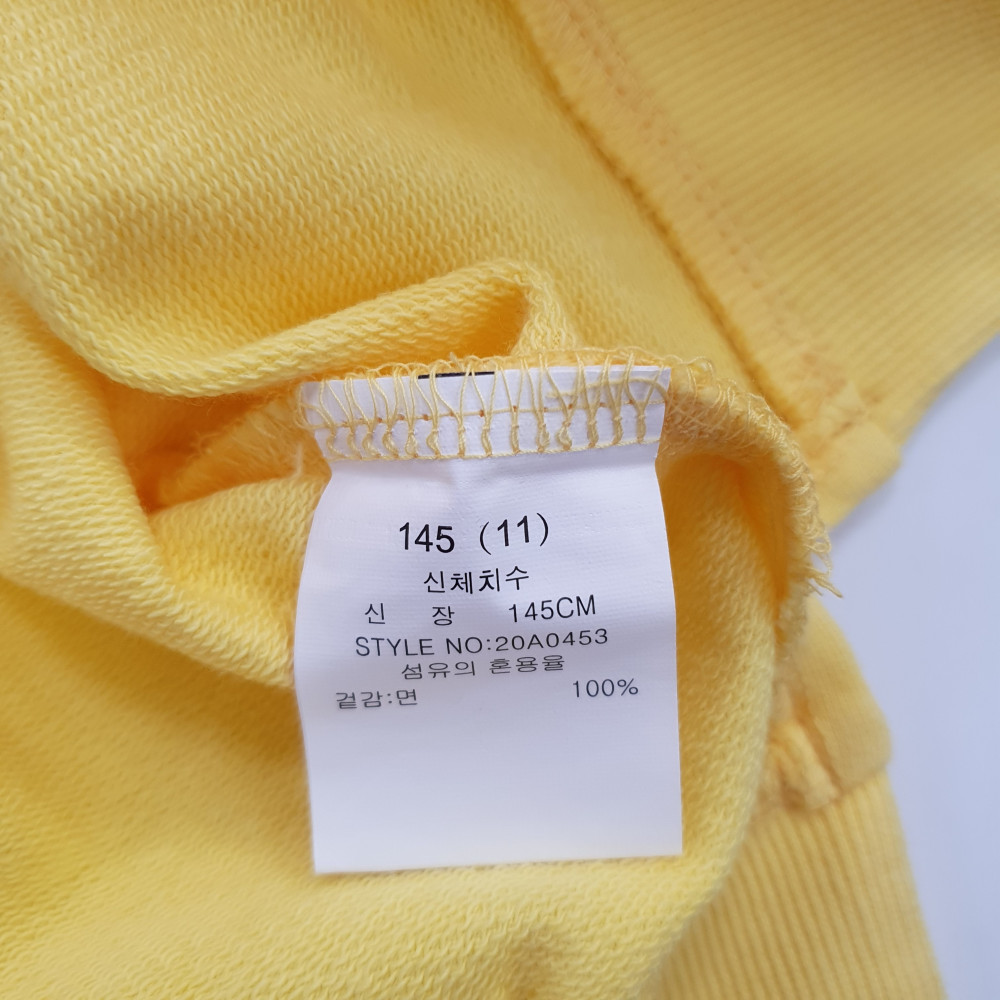 145 (11)
신체치수
신 장 145CM
STYLE NO:20A0453
섬유의 혼용율
겉감:면 100%